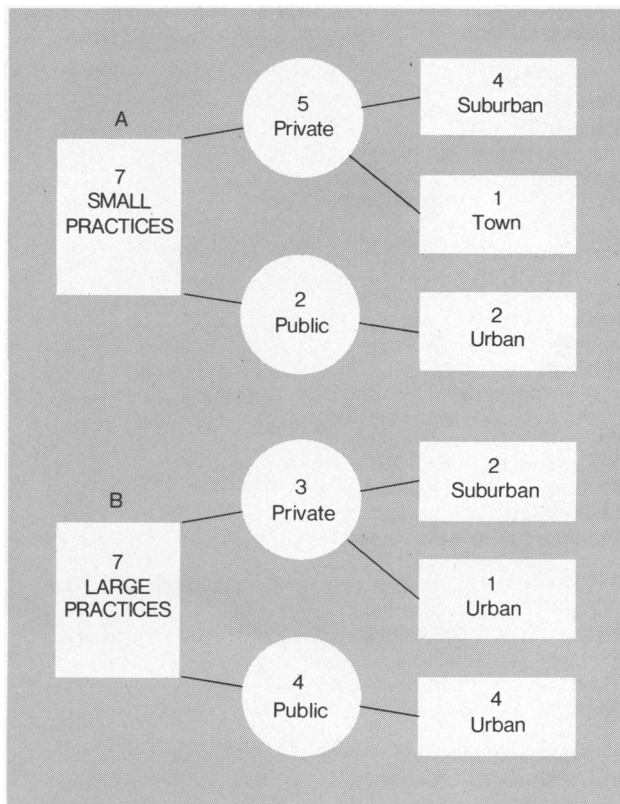 A
7
SMALL
PRACTICES
5
Private
4
Suburban
1
Town
2
Public
2
Urban
B
7
LARGE
PRACTICES
3
Private
2
Suburban
1
Urban
4
Public
4
Urban